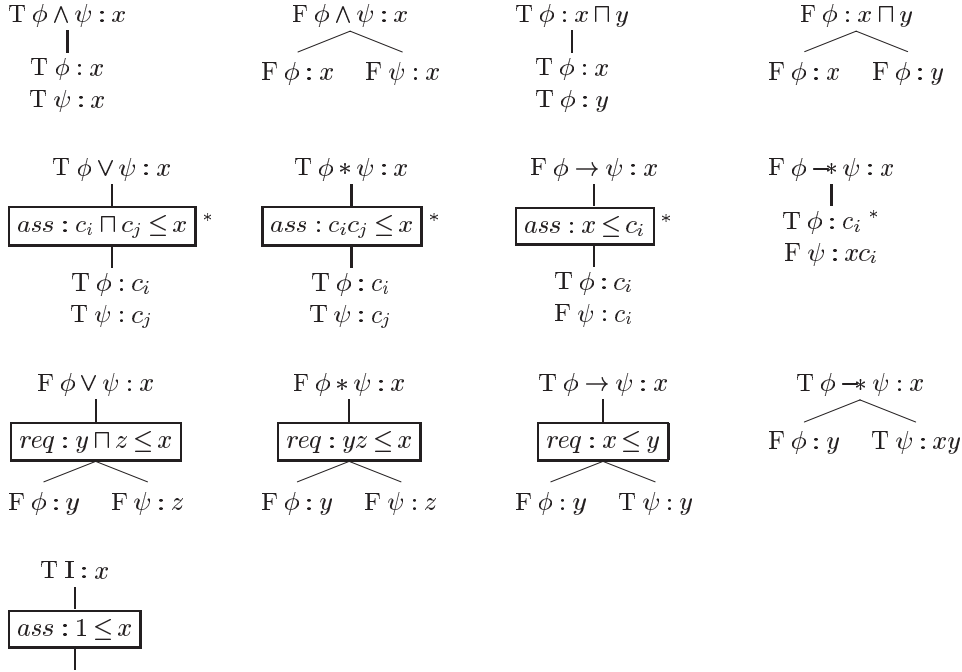 T ϕ ∧ ψ : x
F ϕ ∧ ψ : x
T ϕ : x ⊓ y
F ϕ : x ⊓ y
T ϕ : x
T ψ : x
F ϕ : x F ψ : x
T ϕ : x
T ϕ : y
F ϕ : x F ϕ : y
T ϕ ∨ ψ : x
ass : c_i ⊓ c_j ≤ x *
T ϕ : c_i
T ψ : c_j
T ϕ * ψ : x
ass : c_i c_j ≤ x *
T ϕ : c_i
T ψ : c_j
F ϕ → ψ : x
ass : x ≤ c_i *
T ϕ : c_i
F ψ : c_i
F ϕ −∗ ψ : x
T ϕ : c_i *
F ψ : xc_i
F ϕ ∨ ψ : x
req : y ⊓ z ≤ x
F ϕ : y F ψ : z
F ϕ * ψ : x
req : yz ≤ x
F ϕ : y F ψ : z
T ϕ → ψ : x
req : x ≤ y
F ϕ : y T ψ : y
T ϕ −∗ ψ : x
F ϕ : y T ψ : xy
T I : x
ass : 1 ≤ x